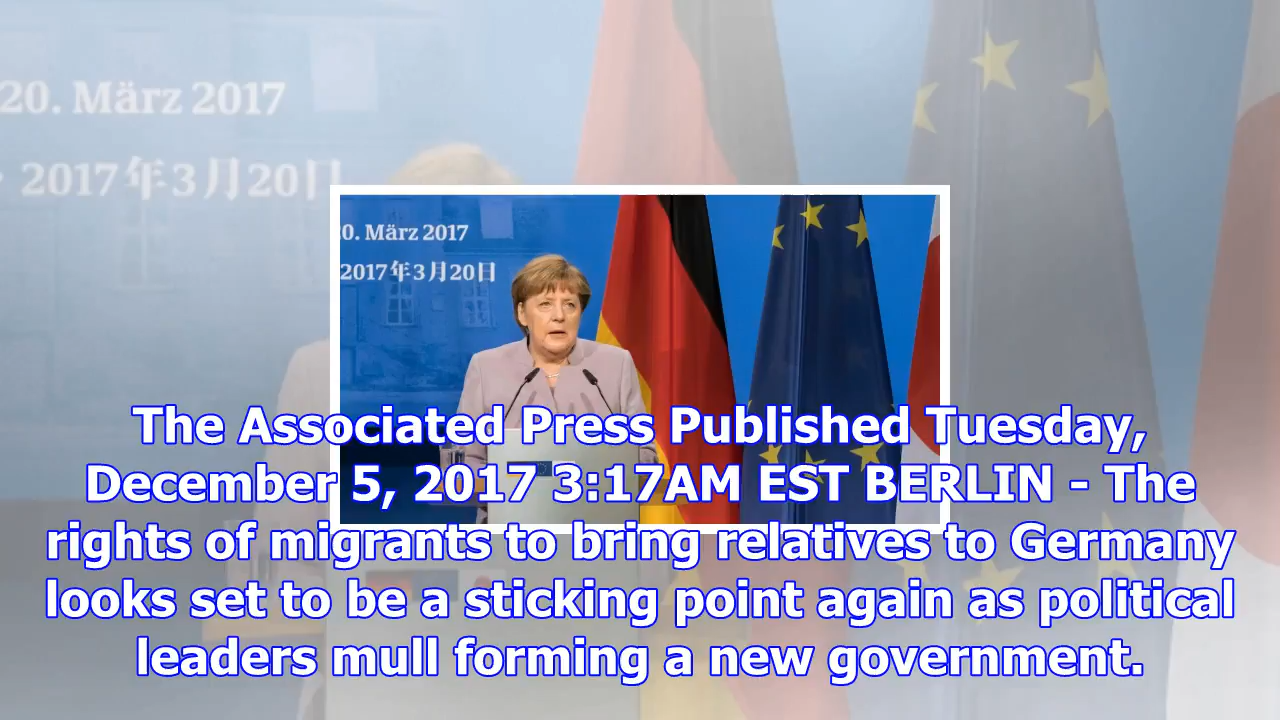 20. März 2017
· 2017年3月20日
0. März 2017
2017年3月20日
The Associated Press Published Tuesday,
December 5, 2017 3:17AM EST BERLIN - The
rights of migrants to bring relatives to Germany
looks set to be a sticking point again as political
leaders mull forming a new government.